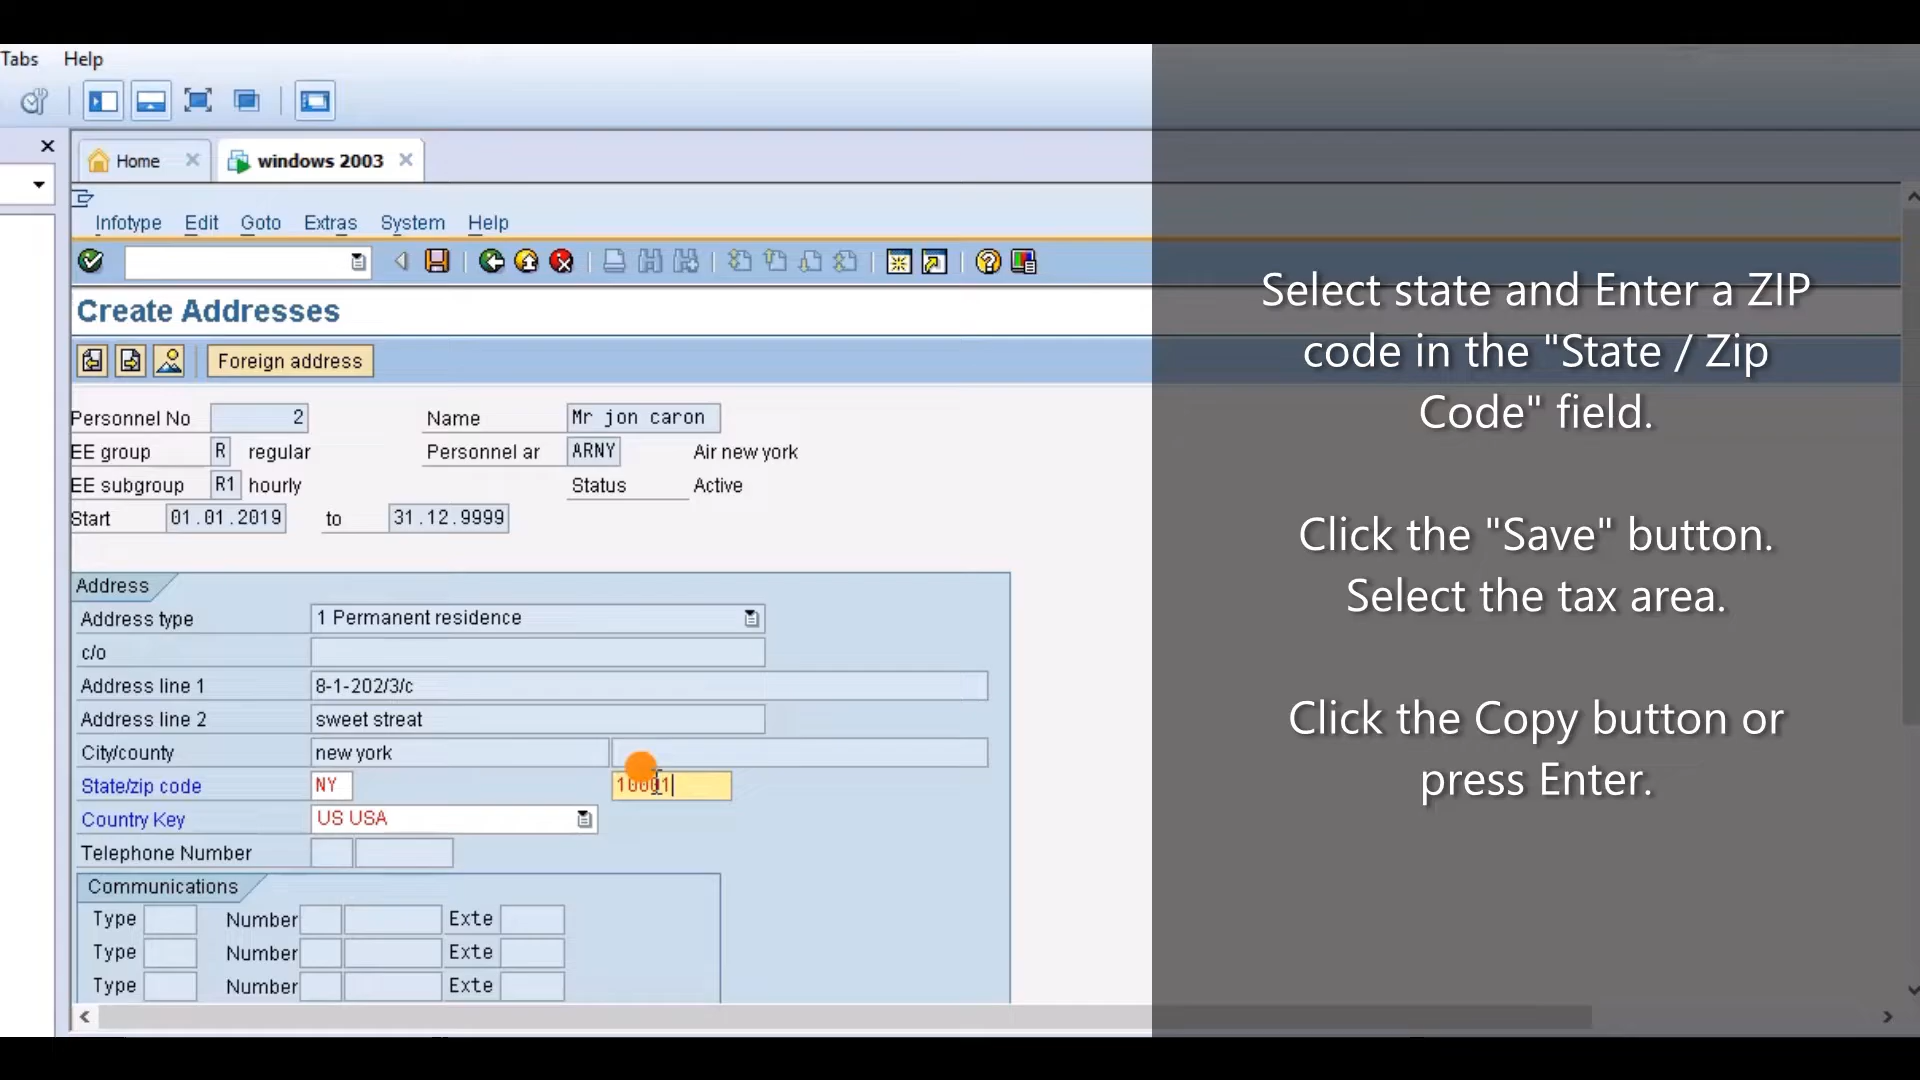 Tabs Help
Home
windows 2003
Infotype Edit Goto Extras System Help
Create Addresses
Foreign address
Personnel No 2 Name Mr jon caron
EE group R regular Personnel ar ARNY Air new york
EE subgroup R1 hourly Status Active
Start 01.01.2019 to 31.12.9999
Address
Address type 1 Permanent residence
c/o
Address line 1 8-1-202/3/c
Address line 2 sweet streat
City/county new york
State/zip code NY 10001
Country Key US USA
Telephone Number
Communications
Type Number Exte
Type Number Exte
Type Number Exte
Select state and Enter a ZIP
code in the "State / Zip
Code" field.
Click the "Save" button.
Select the tax area.
Click the Copy button or
press Enter.